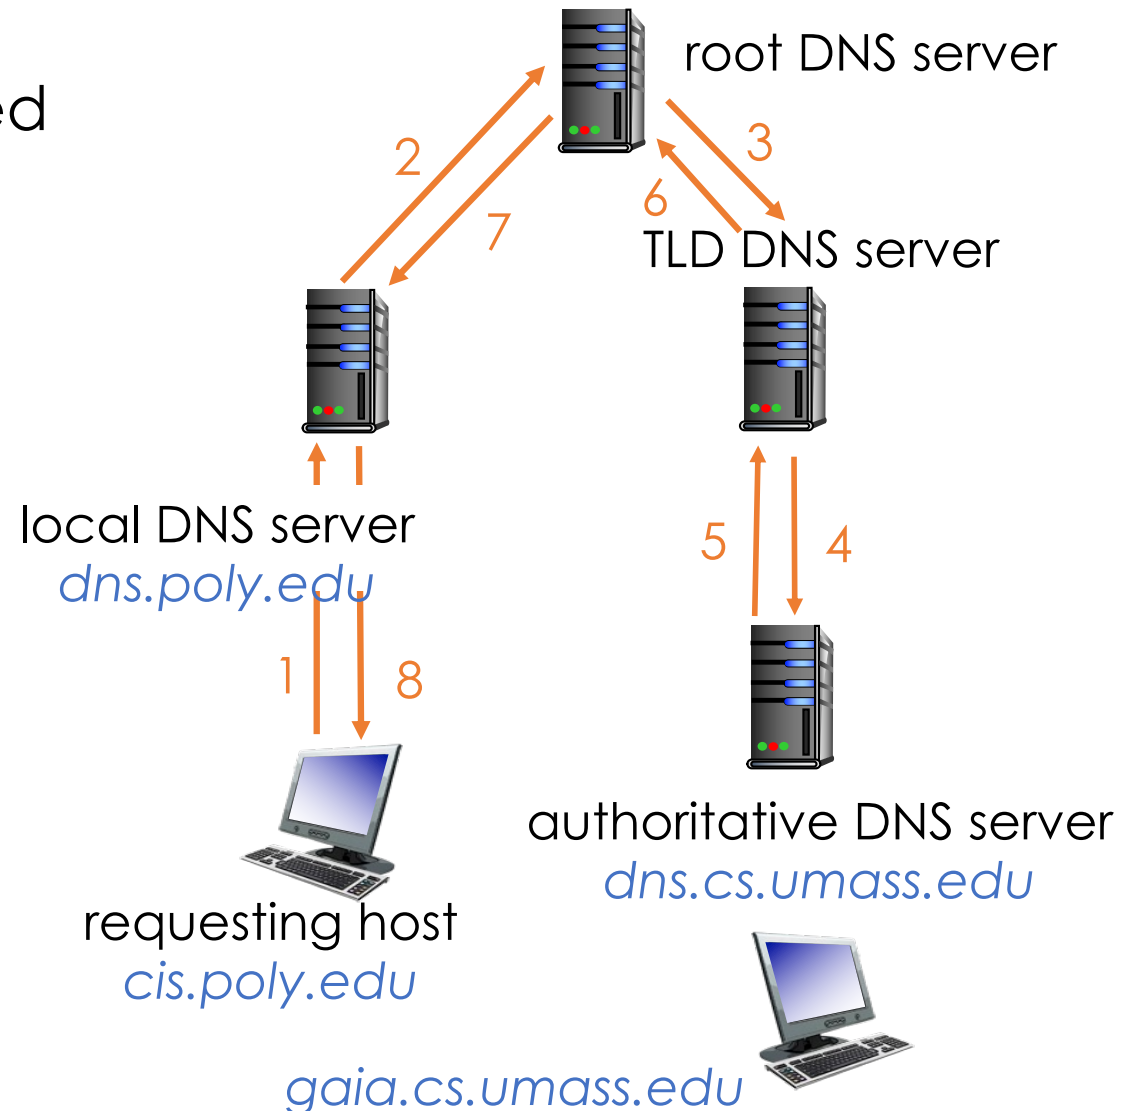 root DNS server
ed
2
3
6
7
TLD DNS server
local DNS server
dns.poly.edu
5
4
1
8
authoritative DNS server
dns.cs.umass.edu
requesting host
cis.poly.edu
gaia.cs.umass.edu